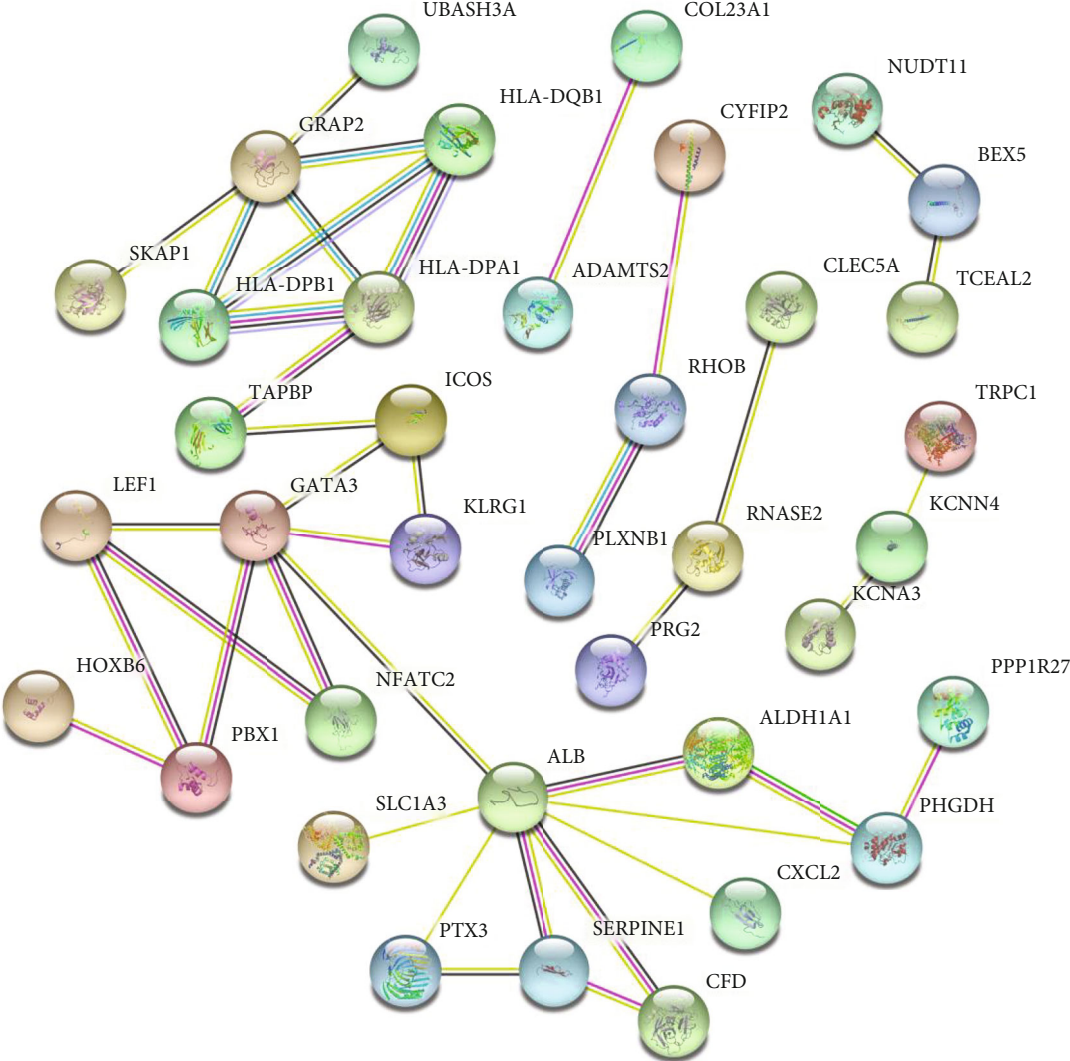 UBASH3A
COL23A1
NUDT11
HLA-DQB1
CYFIP2
GRAP2
BEX5
SKAP1
HLA-DPA1
ADAMTS2
CLEC5A
TCEAL2
HLA-DPB1
RHOB
ICOS
TAPBP
TRPC1
LEF1
GATA3
KLRG1
KCNN4
RNASE2
PLXNB1
KCNA3
PRG2
HOXB6
PPP1R27
NFATC2
ALDH1A1
PBX1
ALB
SLC1A3
PHGDH
CXCL2
PTX3
SERPINE1
CFD